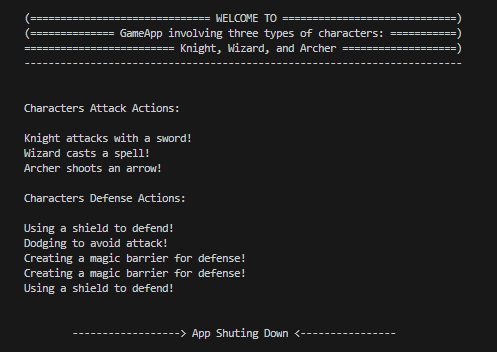 (============================== WELCOME TO =============================)
(============== GameApp involving three types of characters: ===========)
========================= Knight, Wizard, and Archer ===================)
-------------------------------------------------------------------------
Characters Attack Actions:
Knight attacks with a sword!
Wizard casts a spell!
Archer shoots an arrow!
Characters Defense Actions:
Using a shield to defend!
Dodging to avoid attack!
Creating a magic barrier for defense!
Creating a magic barrier for defense!
Using a shield to defend!
------------------> App Shuting Down <----------------